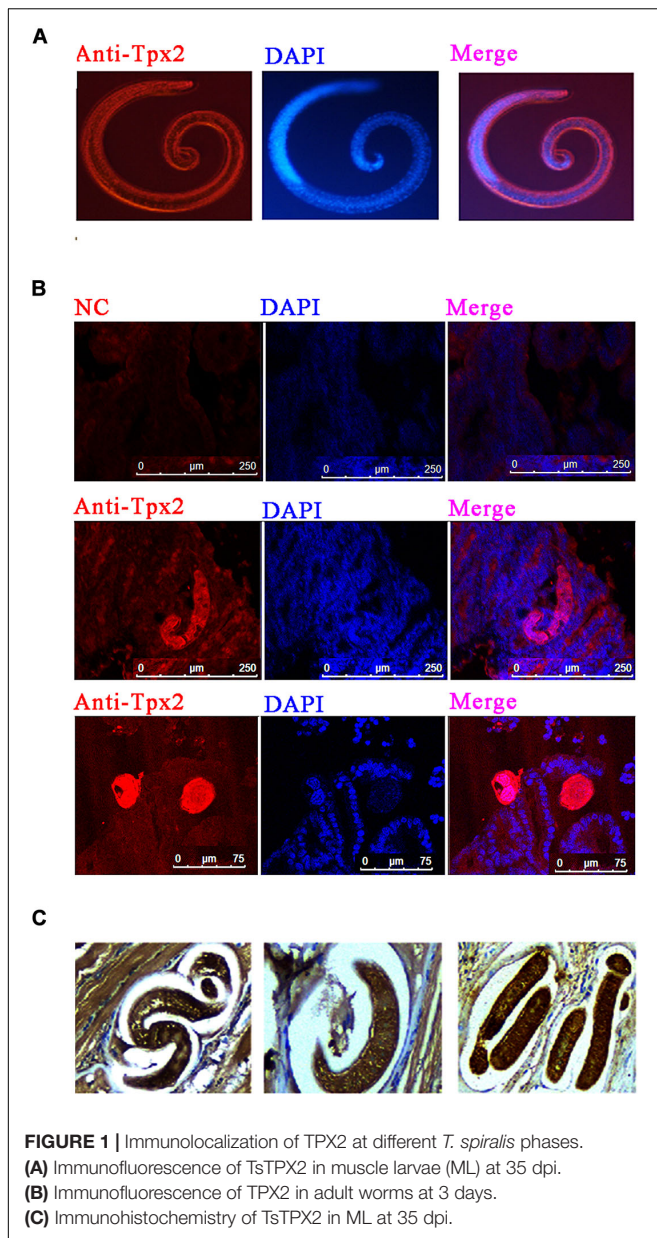 A
Anti-Tpx2 DAPI Merge
B
NC DAPI Merge
0 µm 250 0 µm 250 0 µm 250
Anti-Tpx2 DAPI Merge
0 µm 250 0 µm 250 0 µm 250
Anti-Tpx2 DAPI Merge
0 µm 75 0 µm 75 0 µm 75
C
FIGURE 1 | Immunolocalization of TPX2 at different T. spiralis phases.
(A) Immunofluorescence of TsTPX2 in muscle larvae (ML) at 35 dpi.
(B) Immunofluorescence of TPX2 in adult worms at 3 days.
(C) Immunohistochemistry of TsTPX2 in ML at 35 dpi.